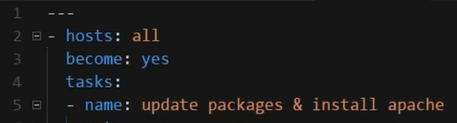 1 ---
2 - hosts: all
3 become: yes
4 tasks:
5 - name: update packages & install apache